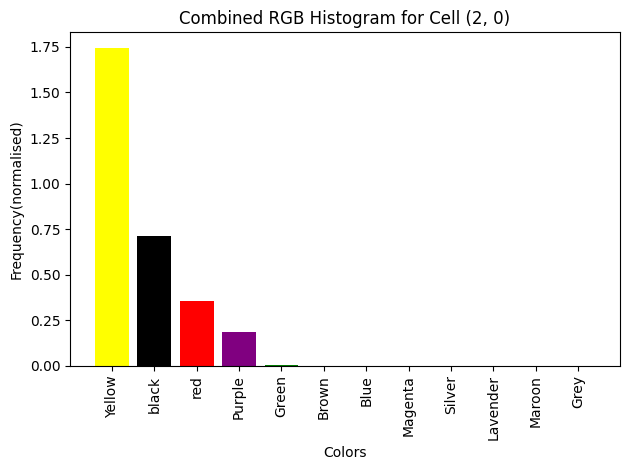 Combined RGB Histogram for Cell (2, 0)
Frequency(normalised)
1.75
1.50
1.25
1.00
0.75
0.50
0.25
0.00
Yellow
black
red
Purple
Green
Brown
Blue
Magenta
Silver
Lavender
Maroon
Grey
Colors